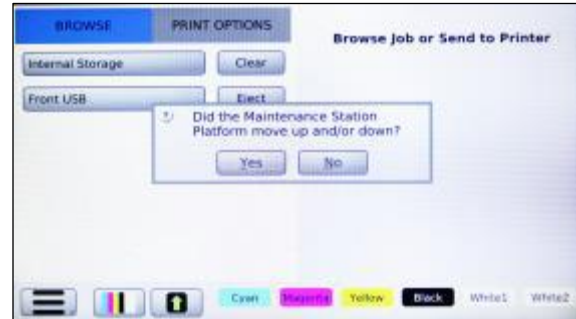 BROWSE
PRINT OPTIONS
Browse Job or Send to Printer
Internal Storage
Clear
Front USB
Eject
Did the Maintenance Station
Platform move up and/or down?
Yes
No
Cyan
Magenta
Yellow
Black
White1
White2